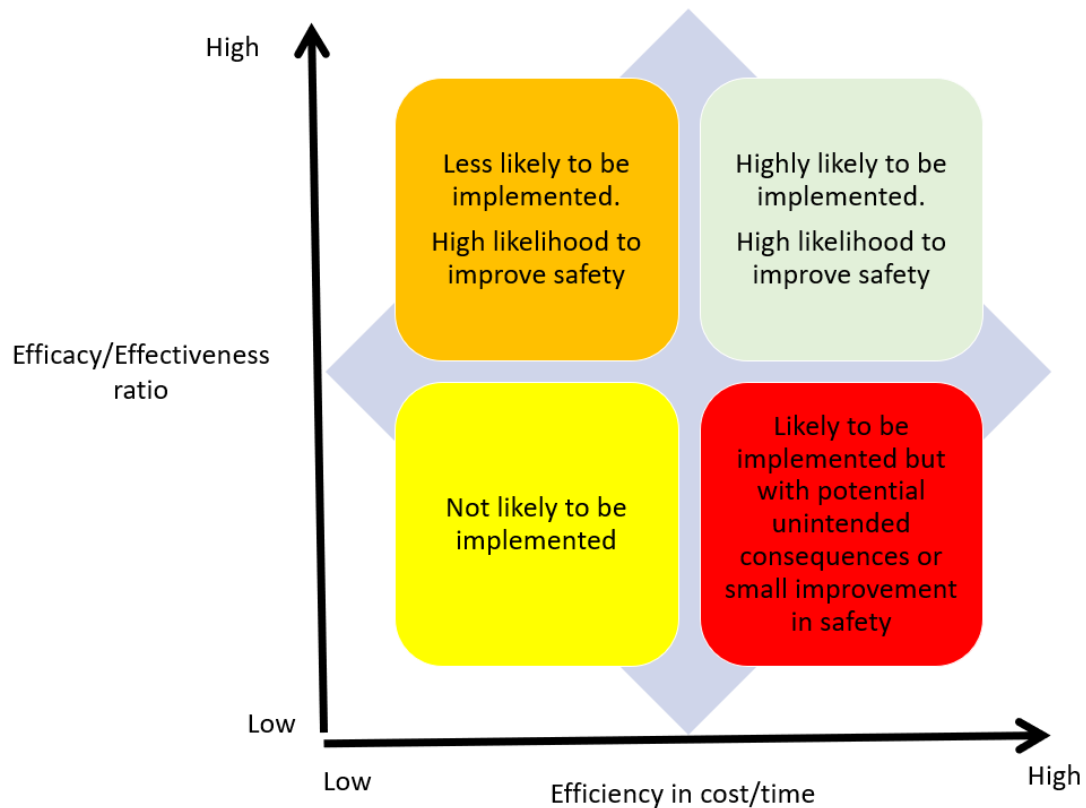 High
Less likely to be
implemented.
High likelihood to
improve safety
Highly likely to be
implemented.
High likelihood to
improve safety
Efficacy/Effectiveness
ratio
Not likely to be
implemented
Likely to be
implemented but
with potential
unintended
consequences or
small improvement
in safety
Low
Low
Efficiency in cost/time
High